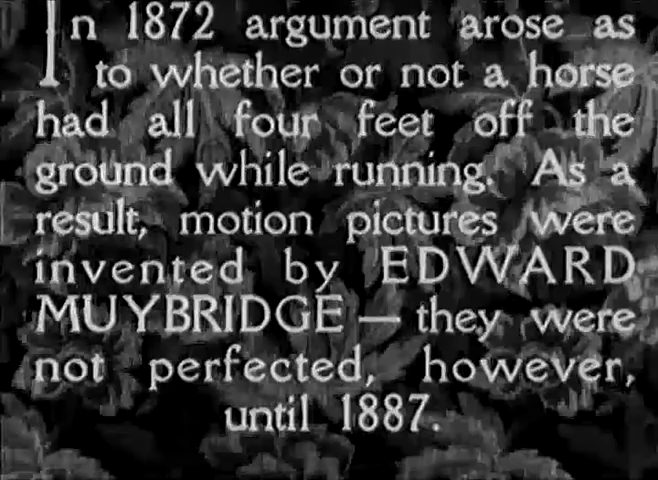 In 1872 argument arose as
to whether or not a horse
had all four feet off the
ground while running. As a
result, motion pictures were
invented by EDWARD
MUYBRIDGE — they were
not perfected, however,
until 1887.